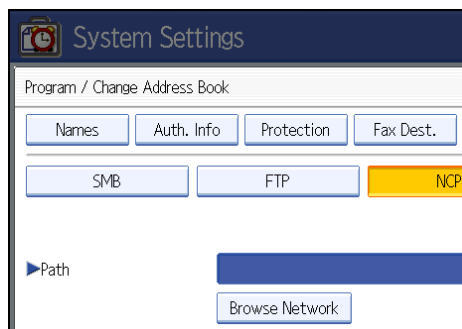 System Settings
Program / Change Address Book
Names Auth. Info Protection Fax Dest.
SMB FTP NCP
▶Path
Browse Network